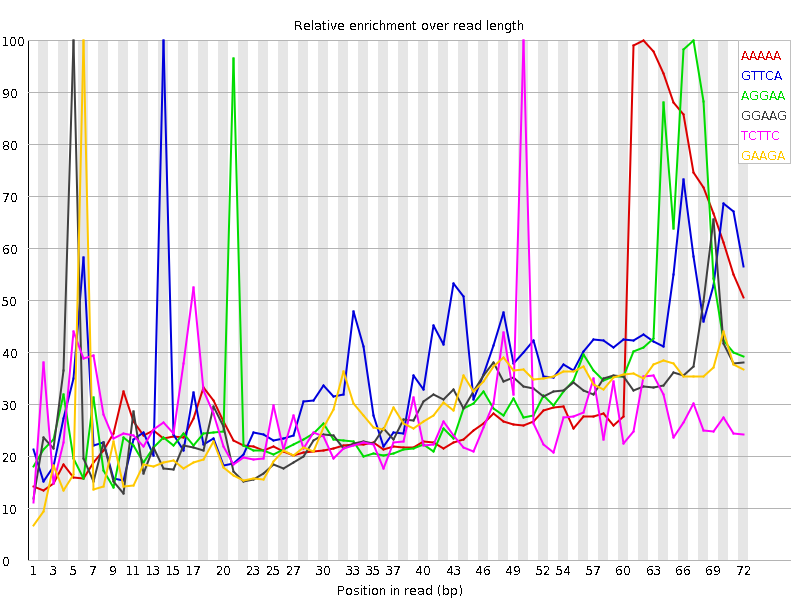 Relative enrichment over read length
100
90
80
70
60
50
40
30
20
10
0
AAAAA
GTTCA
AGGAA
GGAAG
TCTTC
GAAGA
1 3 5 7 9 11 13 15 17 20 23 25 27 30 33 35 37 40 43 46 49 52 54 57 60 63 66 69 72
Position in read (bp)